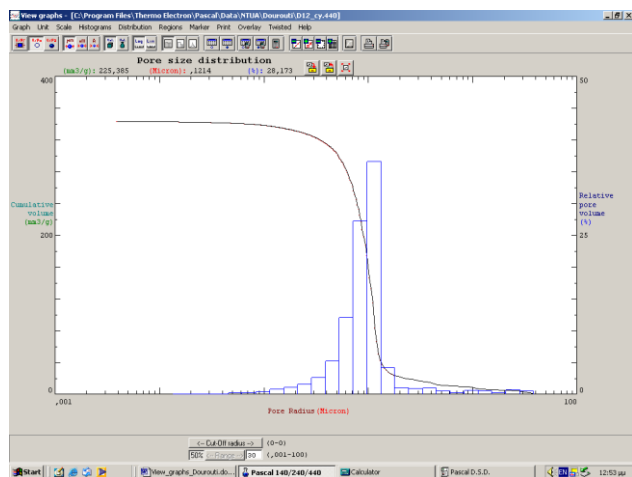 View graphs - [C:\Program Files\Thermo Electron\Pascal\Data\NTUA\Dourouti\D12_cy.440]
Graph Unit Scale Histograms Distribution Regions Marker Print Overlay Twisted Help
Pore size distribution
(mm3/g): 225,385 (Micron): ,1214 (%): 28,173
400
50
Cumulative
volume
(mm3/g)
Relative
pore
volume
(%)
200
25
0
0
,001
100
Pore Radius(Micron)
<- Cut-Off radius -> (0-0)
50% <- Range -> 30 (,001-100)
Start View_graphs_Dourouti.do... Pascal 140/240/440 Calculator Pascal D.S.D. EN 12:53 μμ